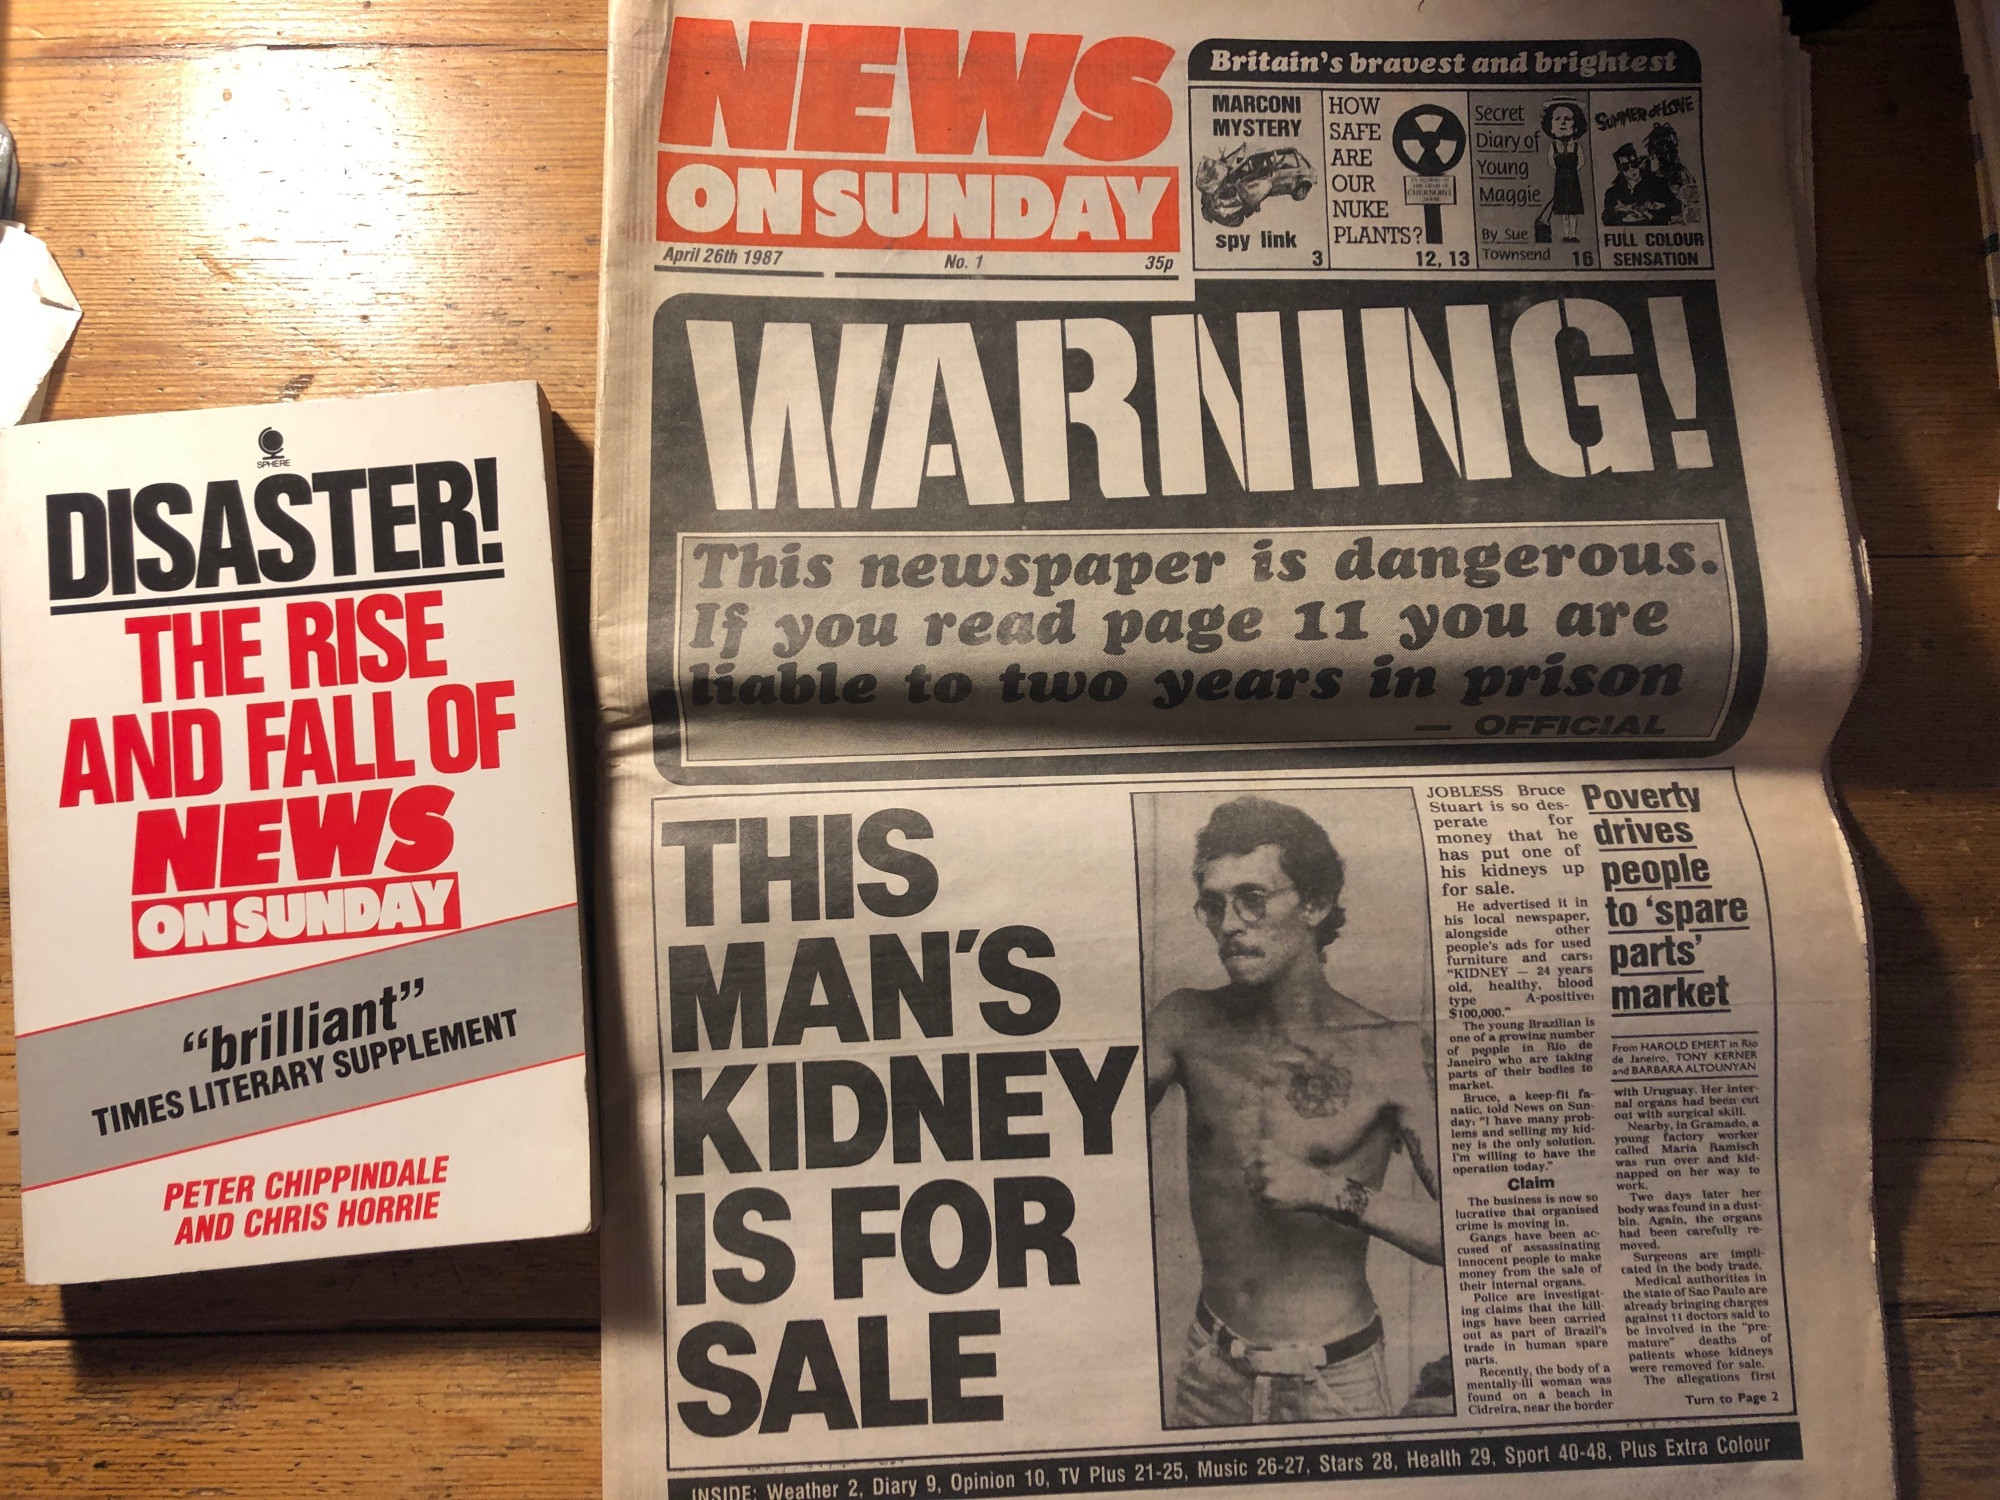 SPHERE
DISASTER!
THE RISE
AND FALL OF
NEWS
ON SUNDAY
“brilliant”
TIMES LITERARY SUPPLEMENT
PETER CHIPPINDALE
AND CHRIS HORRIE
NEWS
ON SUNDAY
April 26th 1987 No. 1 35p
Britain's bravest and brightest
MARCONI
MYSTERY
spy link 3
HOW
SAFE
ARE
OUR
NUKE
PLANTS?
CHERNOBYL
12, 13
Secret
Diary of
Young
Maggie
By Sue
Townsend 16
SUMMER of LOVE
FULL COLOUR
SENSATION
WARNING!
This newspaper is dangerous.
If you read page 11 you are
liable to two years in prison
— OFFICIAL
THIS
MAN'S
KIDNEY
IS FOR
SALE
JOBLESS Bruce
Stuart is so des-
perate for
money that he
has put one of
his kidneys up
for sale.
He advertised it in
his local newspaper,
alongside other
people's ads for used
furniture and cars:
"KIDNEY — 24 years
old, healthy, blood
type A-positive:
$100,000."
The young Brazilian is
one of a growing number
of people in Rio de
Janeiro who are taking
parts of their bodies to
market.
Bruce, a keep-fit fa-
natic, told News on Sun-
day: "I have many prob-
lems and selling my kid-
ney is the only solution.
I'm willing to have the
operation today."
Claim
The business is now so
lucrative that organised
crime is moving in.
Gangs have been ac-
cused of assassinating
innocent people to make
money from the sale of
their internal organs.
Police are investigat-
ing claims that the kill-
ings have been carried
out as part of Brazil's
trade in human spare
parts.
Recently, the body of a
mentally-ill woman was
found on a beach in
Cidreira, near the border
Poverty
drives
people
to 'spare
parts'
market
From HAROLD EMERT in Rio
de Janeiro, TONY KERNER
and BARBARA ALTOUNYAN
with Uruguay. Her inter-
nal organs had been cut
out with surgical skill.
Nearby, in Gramado, a
young factory worker
called Maria Ramisch
was run over and kid-
napped on her way to
work.
Two days later her
body was found in a dust-
bin. Again, the organs
had been carefully re-
moved.
Surgeons are impli-
cated in the body trade.
Medical authorities in
the state of Sao Paulo are
already bringing charges
against 11 doctors said to
be involved in the "pre-
mature" deaths of
patients whose kidneys
were removed for sale.
The allegations first
Turn to Page 2
INSIDE: Weather 2, Diary 9, Opinion 10, TV Plus 21-25, Music 26-27, Stars 28, Health 29, Sport 40-48, Plus Extra Colour